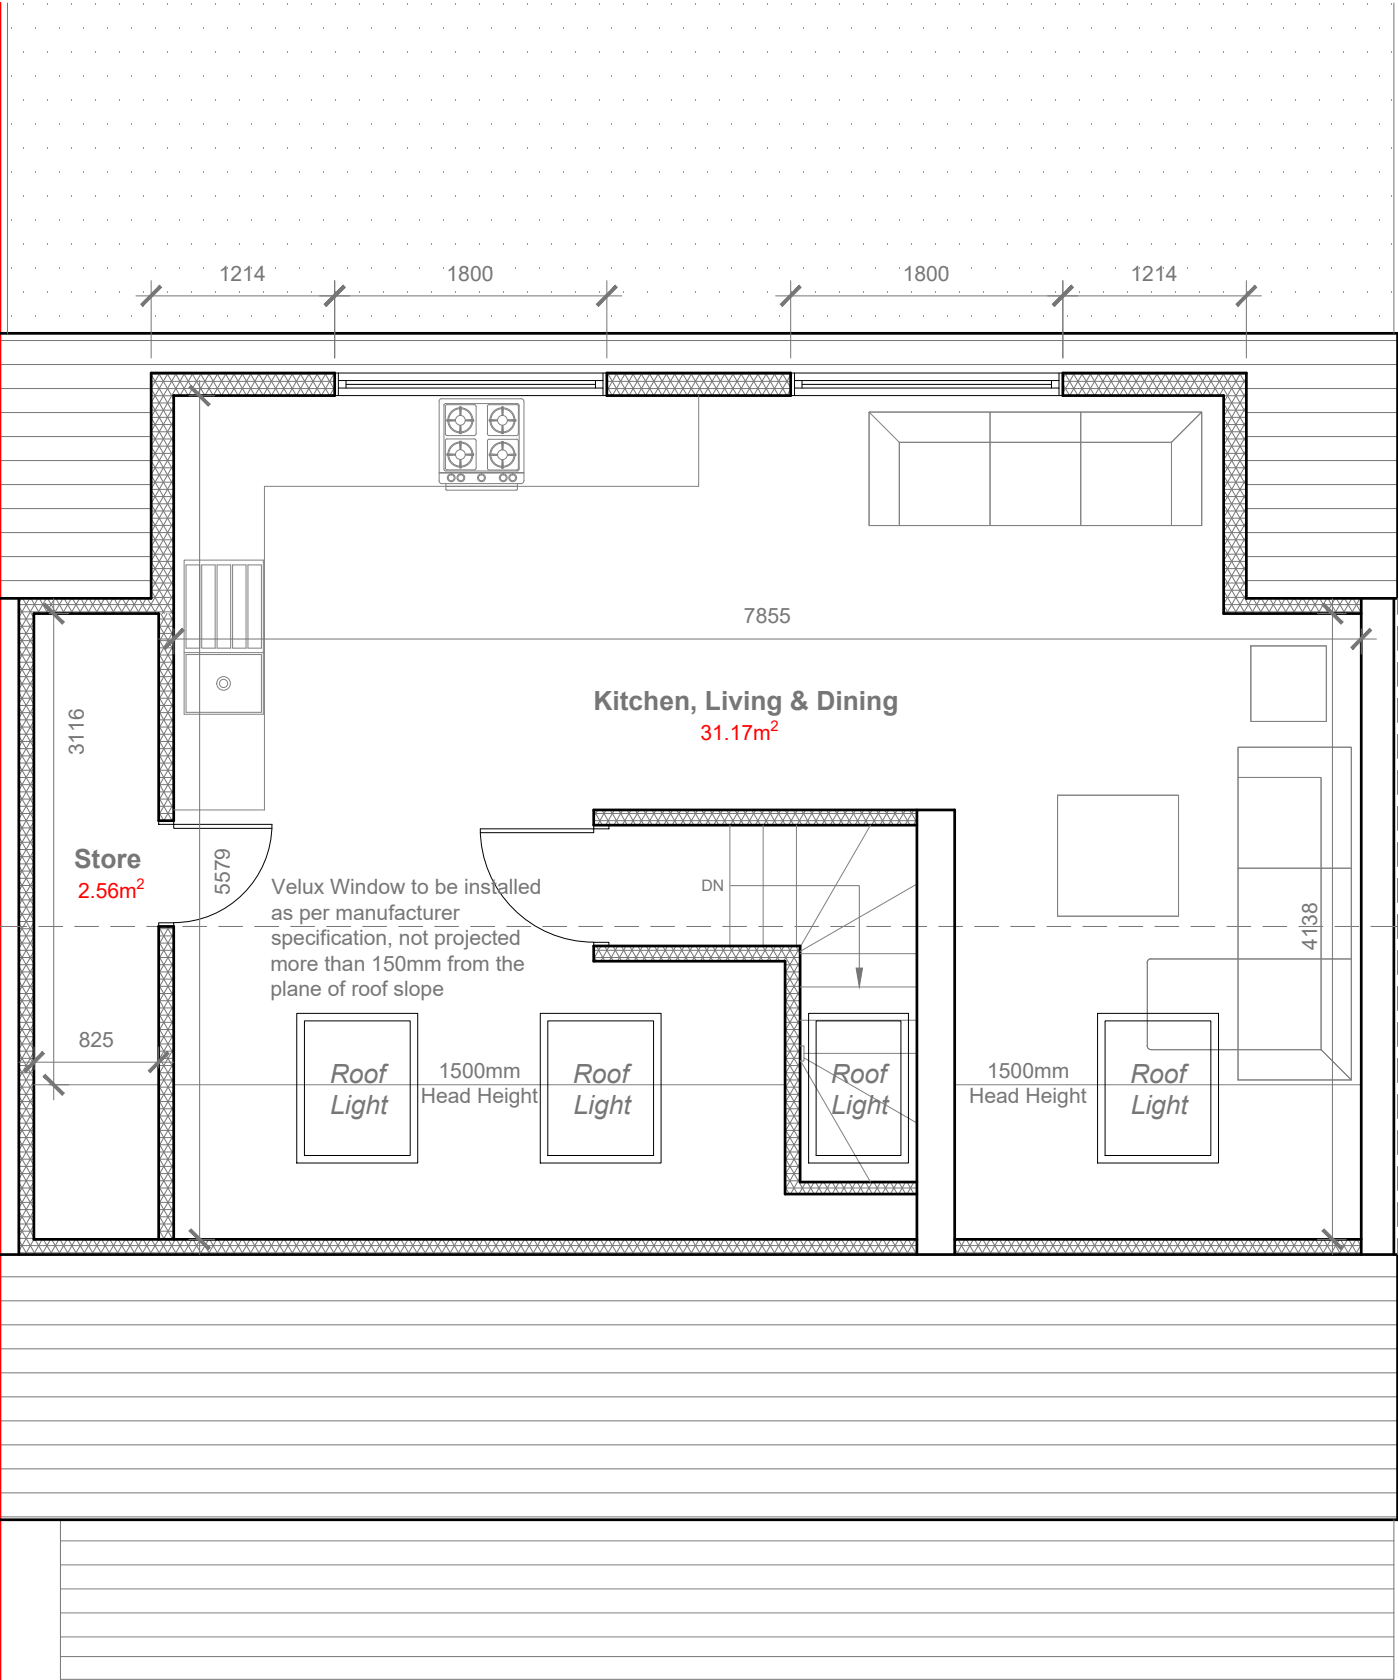 1214
1800
1800
1214
7855
Kitchen, Living & Dining
31.17m²
3116
Store
2.56m²
5579
Velux Window to be installed
as per manufacturer
specification, not projected
more than 150mm from the
plane of roof slope
DN
4138
825
Roof
Light
1500mm
Head Height
Roof
Light
Roof
Light
1500mm
Head Height
Roof
Light